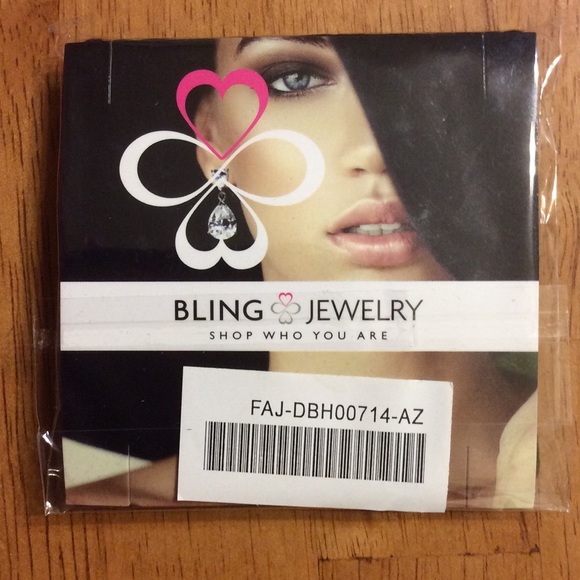 BLING JEWELRY
SHOP WHO YOU ARE
FAJ-DBH00714-AZ